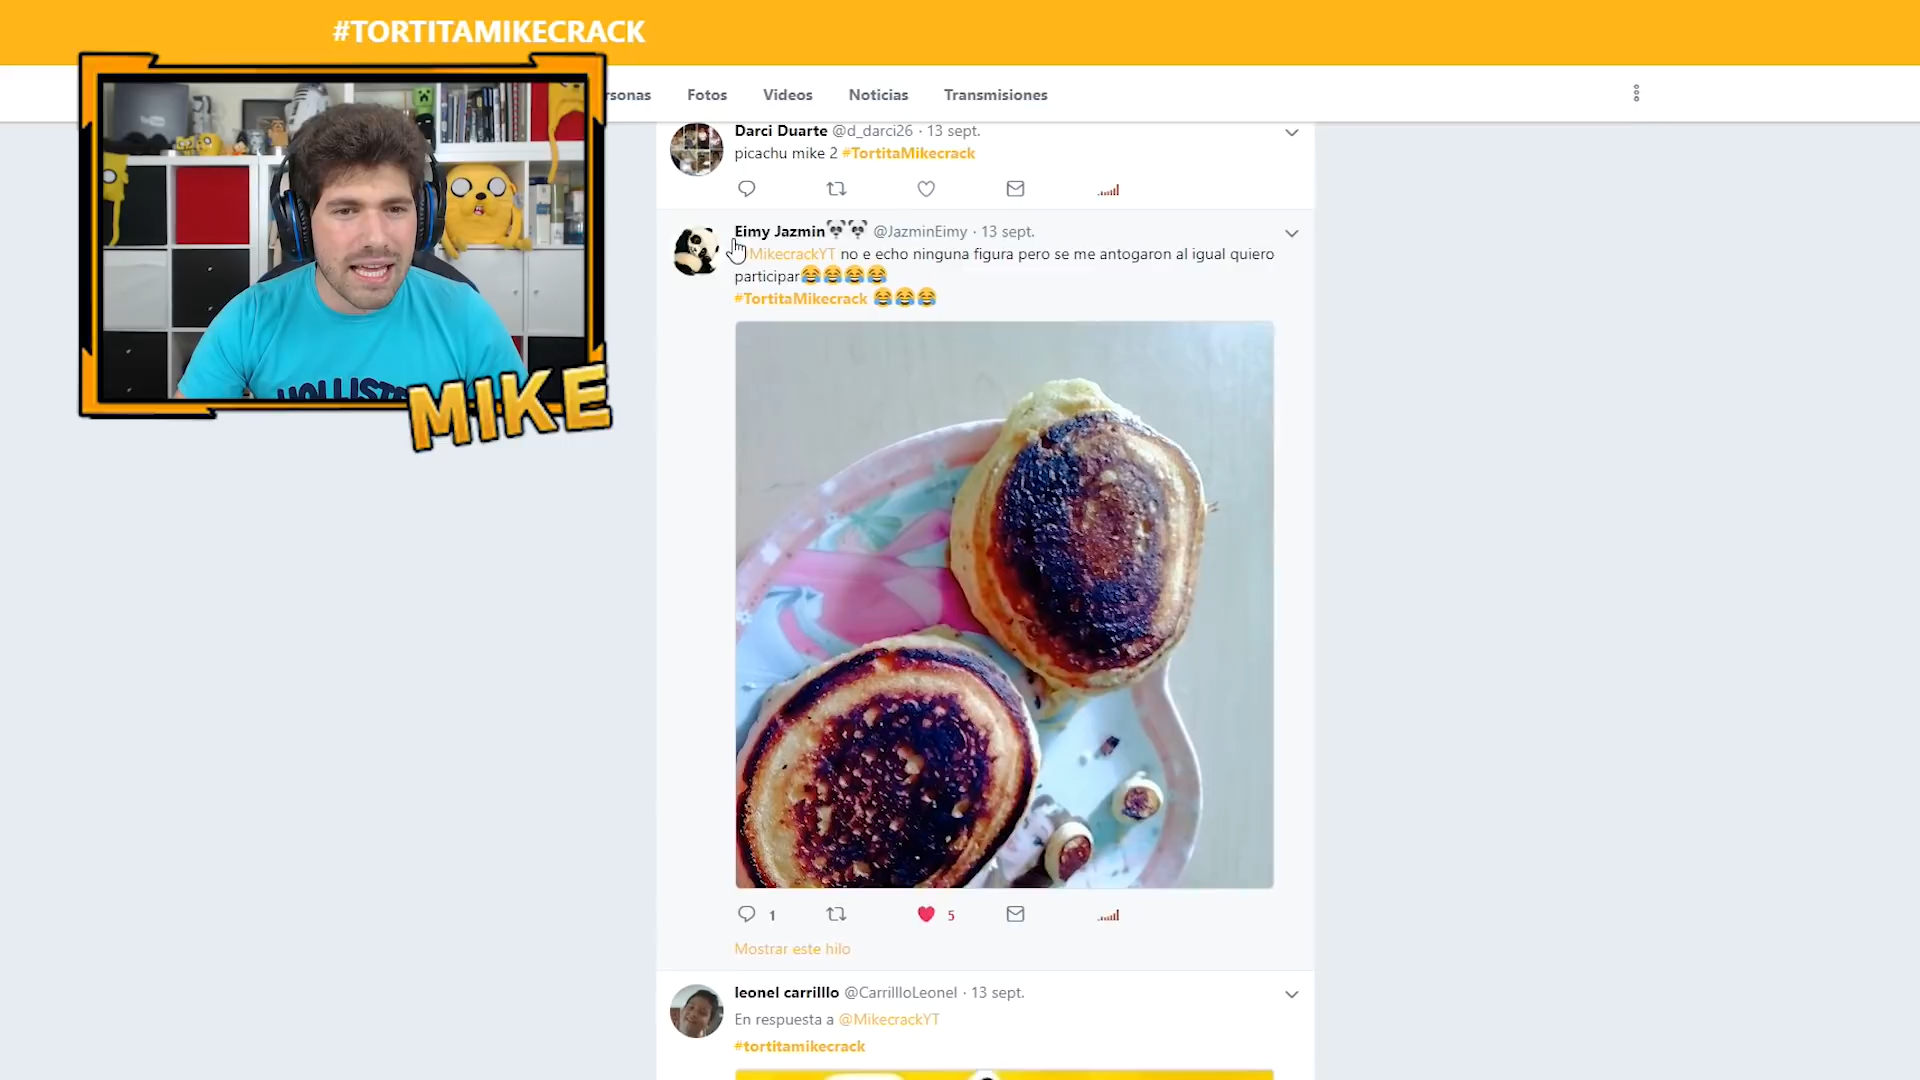 #TORTITAMIKECRACK
rsonas Fotos Videos Noticias Transmisiones
HOLLIST
MIKE
Darci Duarte @d_darci26 · 13 sept.
picachu mike 2 #TortitaMikecrack
Eimy Jazmin🐼🐼 @JazminEimy · 13 sept.
@MikecrackYT no e echo ninguna figura pero se me antogaron al igual quiero
participar😂😂😂😂
#TortitaMikecrack 😂😂😂
1 5
Mostrar este hilo
leonel carrilllo @CarrillloLeonel · 13 sept.
En respuesta a @MikecrackYT
#tortitamikecrack